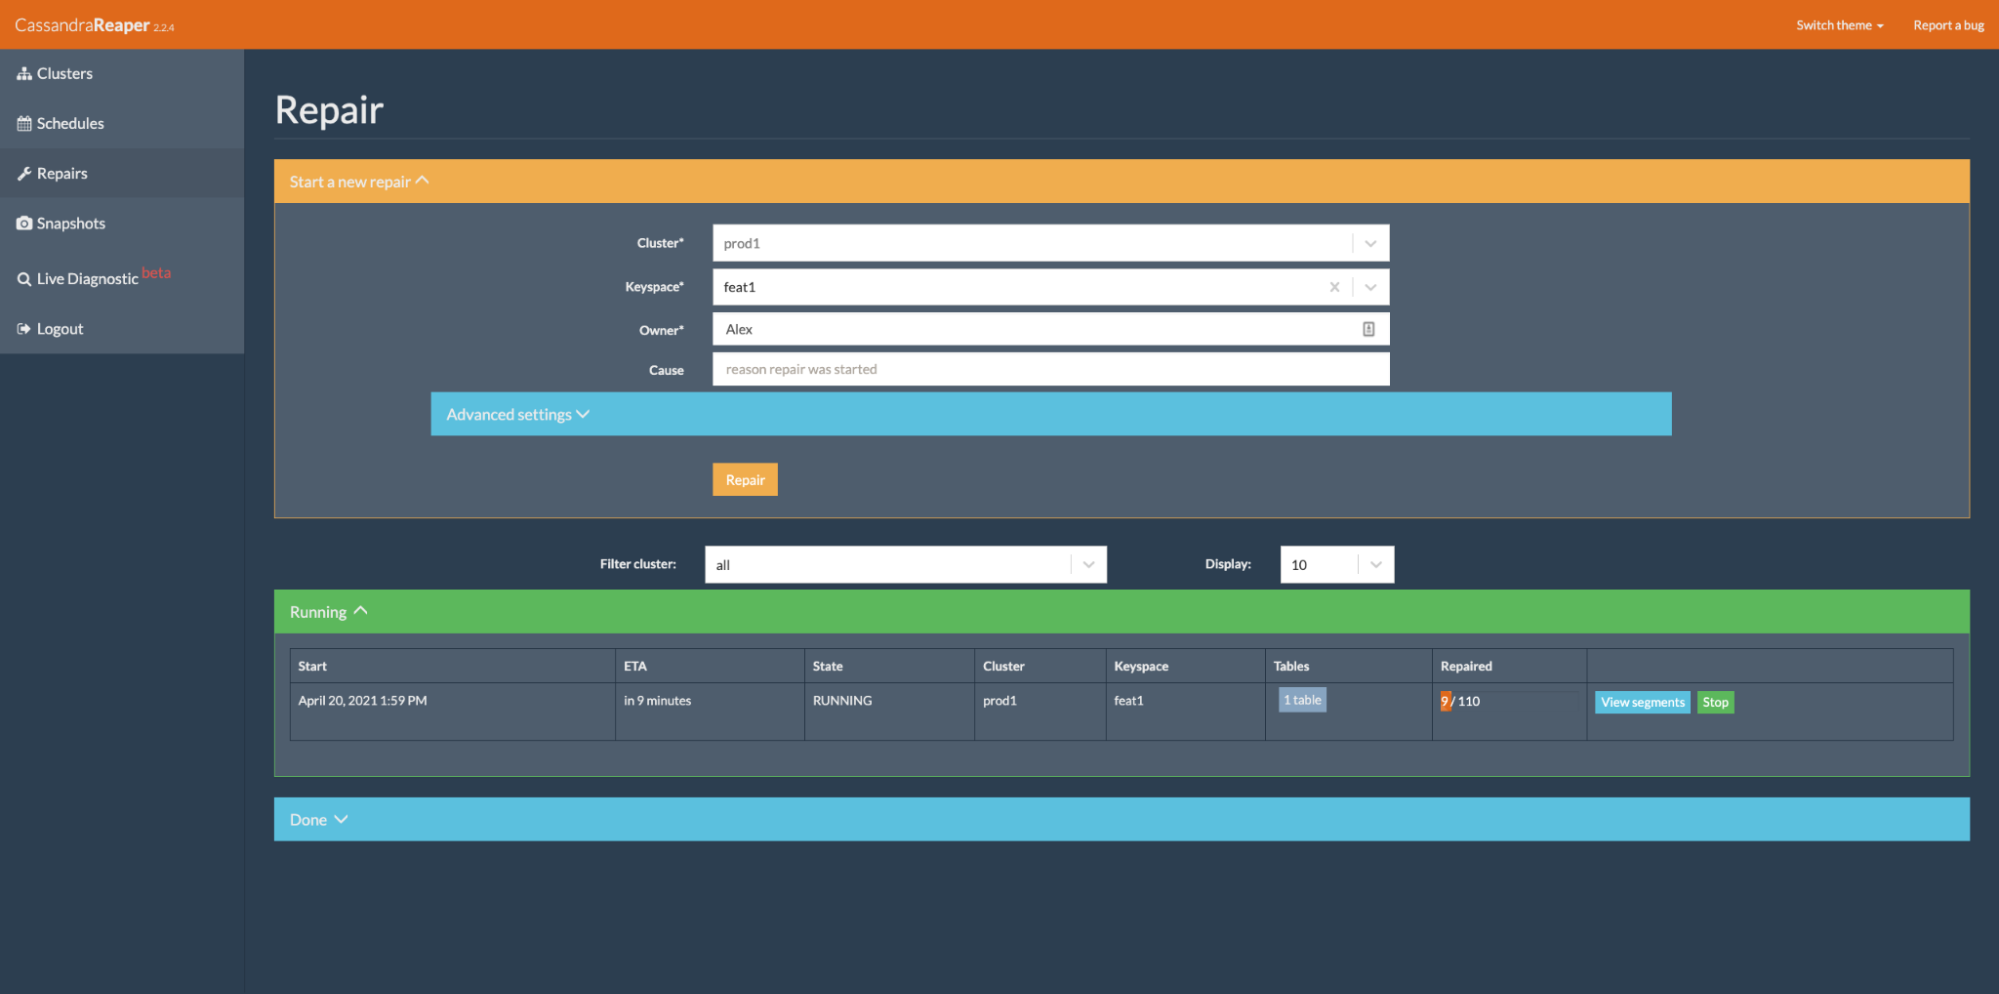 CassandraReaper 2.2.4
Switch theme
Report a bug
Clusters
Schedules
Repairs
Snapshots
Live Diagnostic beta
Logout
Repair
Start a new repair
Cluster* prod1
Keyspace* feat1
Owner* Alex
Cause reason repair was started
Advanced settings
Repair
Filter cluster: all Display: 10
Running
Start ETA State Cluster Keyspace Tables Repaired
April 20, 2021 1:59 PM in 9 minutes RUNNING prod1 feat1 1 table 9/ 110 View segments Stop
Done